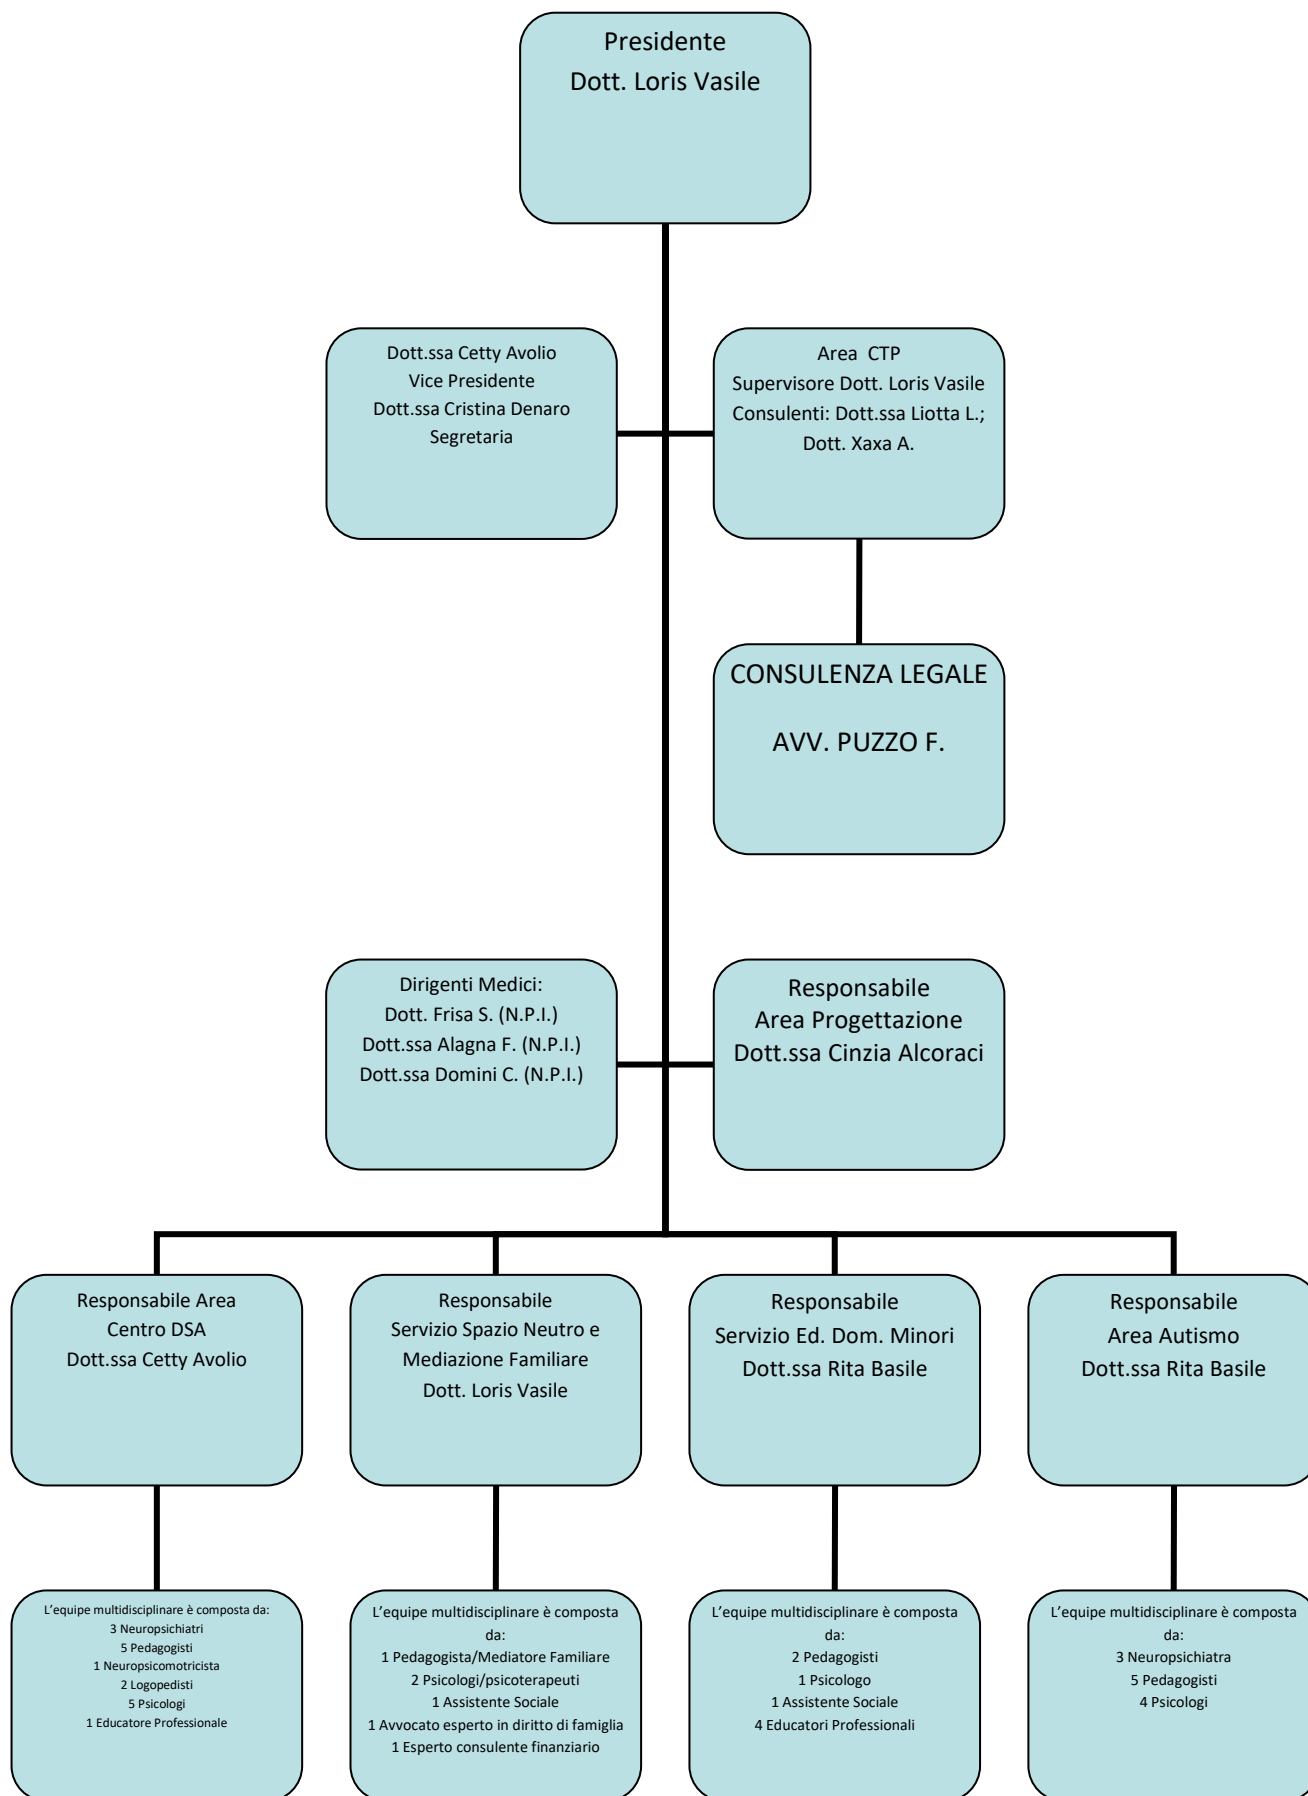 Presidente
Dott. Loris Vasile
Dott.ssa Cetty Avolio
Vice Presidente
Dott.ssa Cristina Denaro
Segretaria
Area CTP
Supervisore Dott. Loris Vasile
Consulenti: Dott.ssa Liotta L.;
Dott. Xaxa A.
CONSULENZA LEGALE
AVV. PUZZO F.
Dirigenti Medici:
Dott. Frisa S. (N.P.I.)
Dott.ssa Alagna F. (N.P.I.)
Dott.ssa Domini C. (N.P.I.)
Responsabile
Area Progettazione
Dott.ssa Cinzia Alcoraci
Responsabile Area
Centro DSA
Dott.ssa Cetty Avolio
Responsabile
Servizio Spazio Neutro e
Mediazione Familiare
Dott. Loris Vasile
Responsabile
Servizio Ed. Dom. Minori
Dott.ssa Rita Basile
Responsabile
Area Autismo
Dott.ssa Rita Basile
L'equipe multidisciplinare è composta da:
3 Neuropsichiatri
5 Pedagogisti
1 Neuropsicomotricista
2 Logopedisti
5 Psicologi
1 Educatore Professionale
L'equipe multidisciplinare è composta
da:
1 Pedagogista/Mediatore Familiare
2 Psicologi/psicoterapeuti
1 Assistente Sociale
1 Avvocato esperto in diritto di famiglia
1 Esperto consulente finanziario
L'equipe multidisciplinare è composta
da:
2 Pedagogisti
1 Psicologo
1 Assistente Sociale
4 Educatori Professionali
L'equipe multidisciplinare è composta
da:
3 Neuropsichiatra
5 Pedagogisti
4 Psicologi